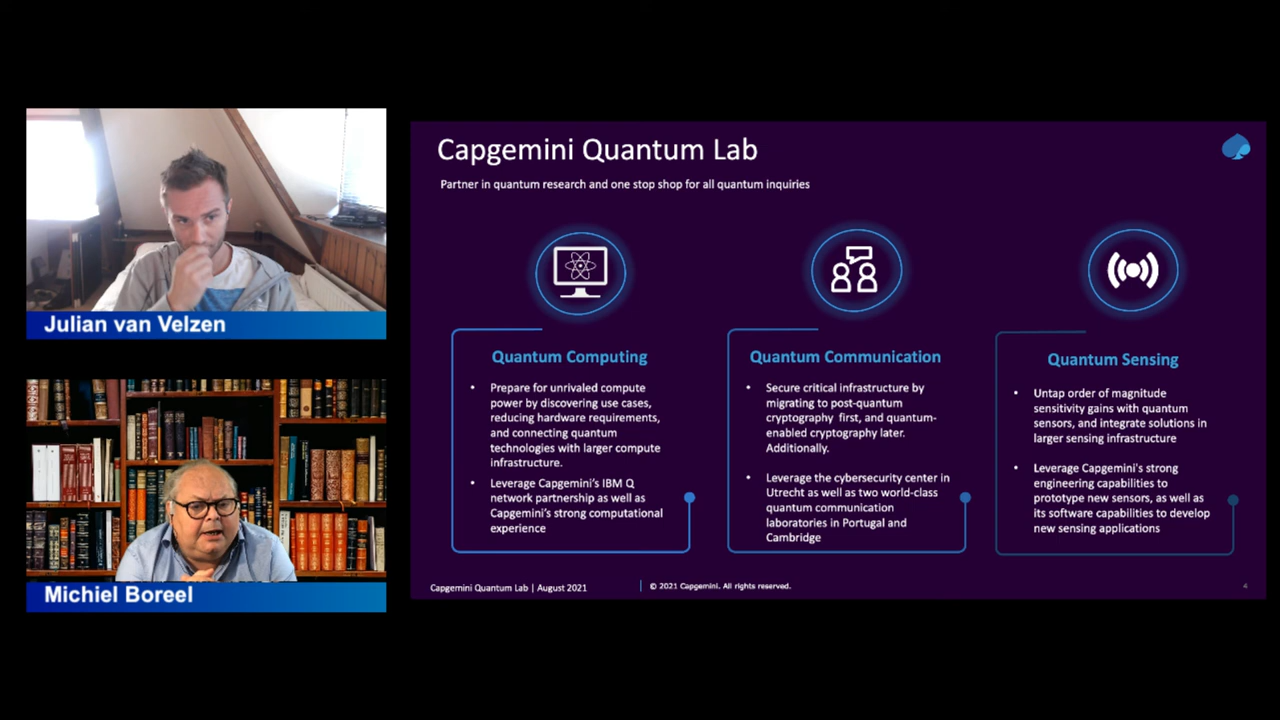 Julian van Velzen
Michiel Boreel
Capgemini Quantum Lab
Partner in quantum research and one stop shop for all quantum inquiries
Quantum Computing
• Prepare for unrivaled compute
power by discovering use cases,
reducing hardware requirements,
and connecting quantum
technologies with larger compute
infrastructure.
• Leverage Capgemini's IBM Q
network partnership as well as
Capgemini's strong computational
experience
Quantum Communication
• Secure critical infrastructure by
migrating to post-quantum
cryptography first, and quantum-
enabled cryptography later.
Additionally.
• Leverage the cybersecurity center in
Utrecht as well as two world-class
quantum communication
laboratories in Portugal and
Cambridge
Quantum Sensing
• Untap order of magnitude
sensitivity gains with quantum
sensors, and integrate solutions in
larger sensing infrastructure
• Leverage Capgemini's strong
engineering capabilities to
prototype new sensors, as well as
its software capabilities to develop
new sensing applications
Capgemini Quantum Lab | August 2021
© 2021 Capgemini. All rights reserved.
4